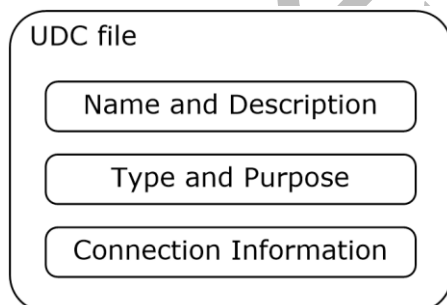 UDC file
Name and Description
Type and Purpose
Connection Information